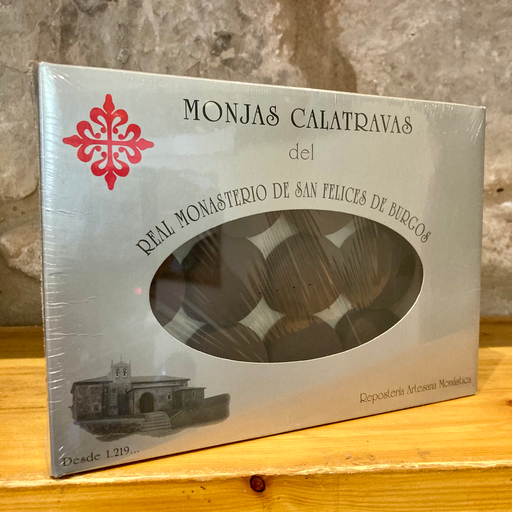 MONJAS CALATRAVAS
del
REAL MONASTERIO DE SAN FELICES DE BURGOS
Repostería Artesana Monástica
Desde 1.219...